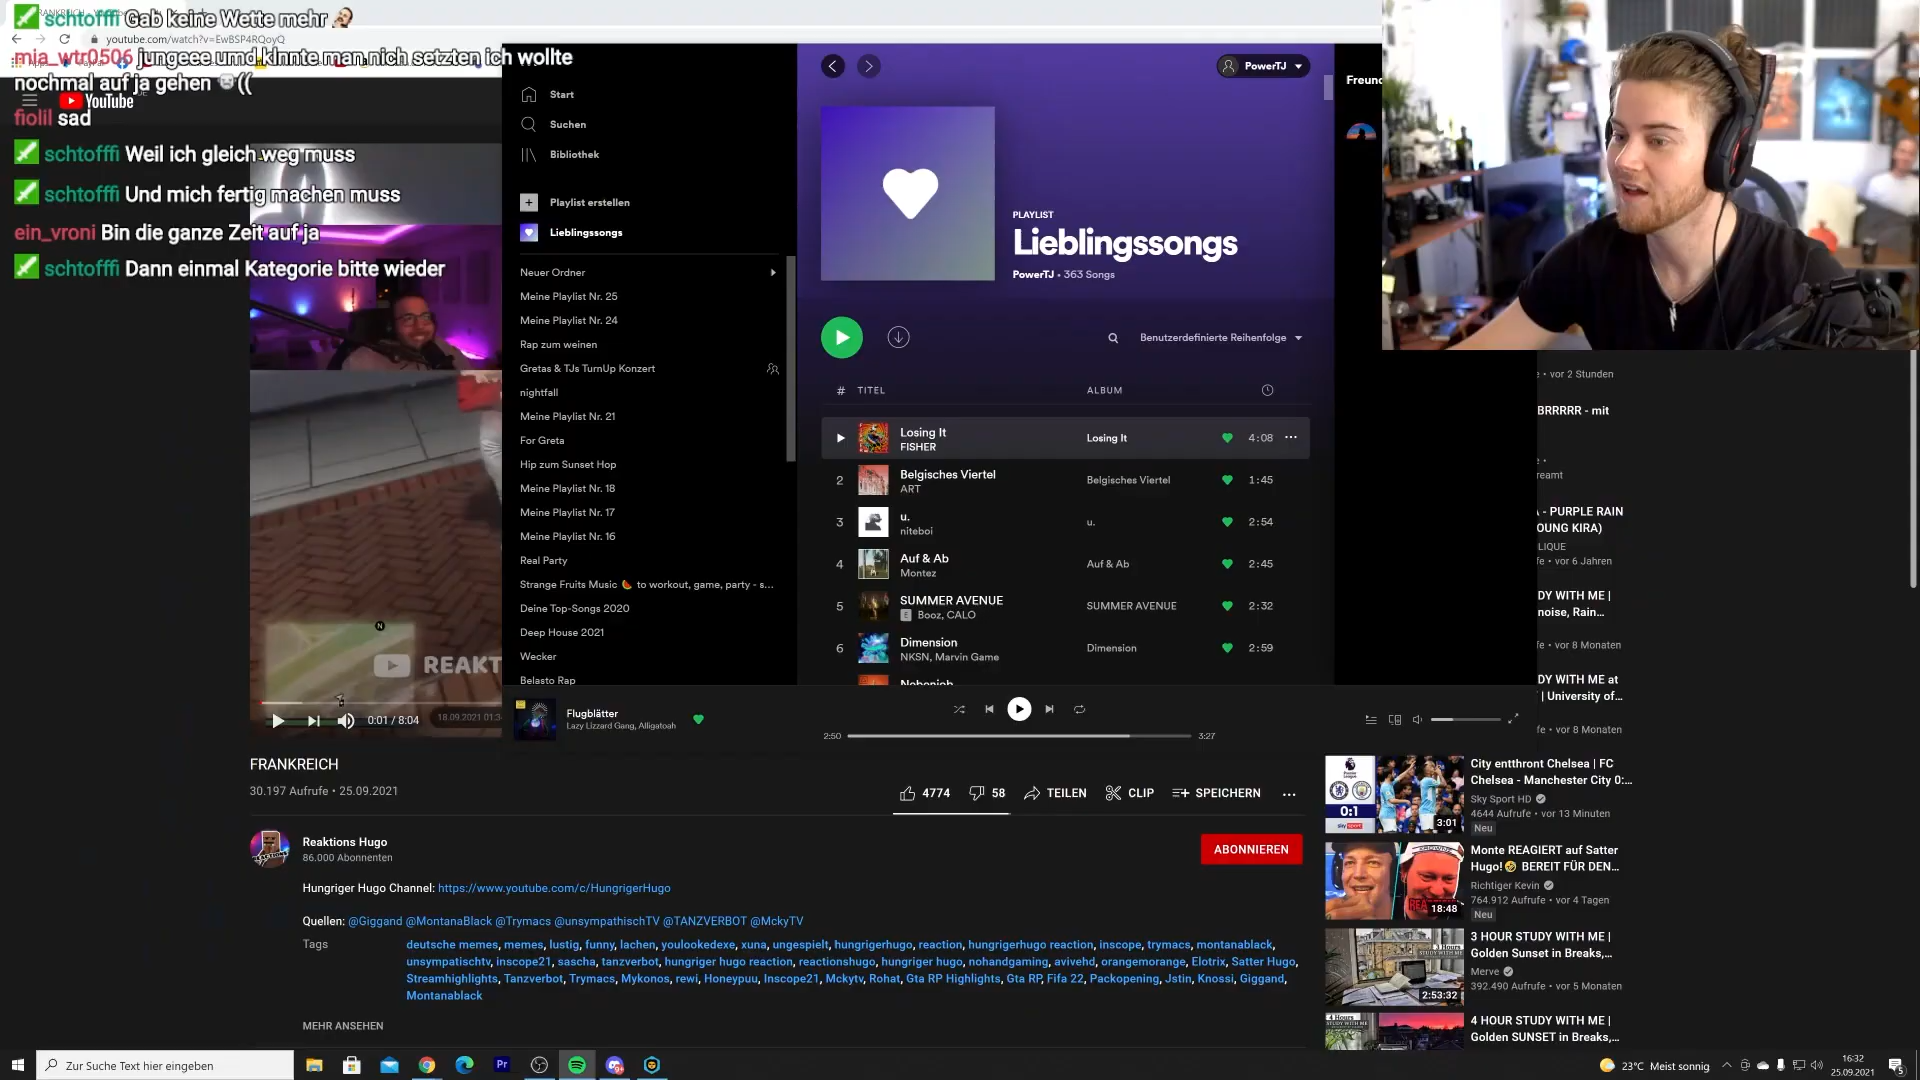 schtofffi Gab keine Wette mehr
youtube.com/watch?v=EwBSP4RQoyQ
mia_wtr0506 jungeee umd klnnte man nich setzten ich wollte
nochmal auf ja gehen ((
YouTube
fiolil sad
schtofffi Weil ich gleich weg muss
schtofffi Und mich fertig machen muss
ein_vroni Bin die ganze Zeit auf ja
schtofffi Dann einmal Kategorie bitte wieder
REAKT
0:01 / 8:04
Start
Suchen
Bibliothek
Playlist erstellen
Lieblingssongs
Neuer Ordner
Meine Playlist Nr. 25
Meine Playlist Nr. 24
Rap zum weinen
Gretas & TJs TurnUp Konzert
nightfall
Meine Playlist Nr. 21
For Greta
Hip zum Sunset Hop
Meine Playlist Nr. 18
Meine Playlist Nr. 17
Meine Playlist Nr. 16
Real Party
Strange Fruits Music 🍉 to workout, game, party - s...
Deine Top-Songs 2020
Deep House 2021
Wecker
Belasto Rap
PowerTJ
Freund
PLAYLIST
Lieblingssongs
PowerTJ • 363 Songs
Benutzerdefinierte Reihenfolge
# TITEL ALBUM
Losing It Losing It 4:08
FISHER
2 Belgisches Viertel Belgisches Viertel 1:45
ART
3 u. u. 2:54
niteboi
4 Auf & Ab Auf & Ab 2:45
Montez
5 SUMMER AVENUE SUMMER AVENUE 2:32
E Booz, CALO
6 Dimension Dimension 2:59
NKSN, Marvin Game
Flugblätter
Lazy Lizzard Gang, Alligatoah
2:50 3:27
FRANKREICH
30.197 Aufrufe • 25.09.2021
4774 58 TEILEN CLIP SPEICHERN
Reaktions Hugo
86.000 Abonnenten
ABONNIEREN
Hungriger Hugo Channel: https://www.youtube.com/c/HungrigerHugo
Quellen: @Giggand @MontanaBlack @Trymacs @unsympathischTV @TANZVERBOT @MckyTV
Tags deutsche memes, memes, lustig, funny, lachen, youlookedexe, xuna, ungespielt, hungrigerhugo, reaction, hungrigerhugo reaction, inscope, trymacs, montanablack,
unsympatischtv, inscope21, sascha, tanzverbot, hungriger hugo reaction, reactionshugo, hungriger hugo, nohandgaming, avivehd, orangemorange, Elotrix, Satter Hugo,
Streamhighlights, Tanzverbot, Trymacs, Mykonos, rewi, Honeypuu, Inscope21, Mckytv, Rohat, Gta RP Highlights, Gta RP, Fifa 22, Packopening, Jstin, Knossi, Giggand,
Montanablack
MEHR ANSEHEN
e • vor 2 Stunden
BRRRRR - mit
reamt
- PURPLE RAIN
OUNG KIRA)
LIQUE
fe • vor 6 Jahren
DY WITH ME |
noise, Rain...
fe • vor 8 Monaten
DY WITH ME at
| University of...
fe • vor 8 Monaten
City entthront Chelsea | FC
Chelsea - Manchester City 0:...
Sky Sport HD
4644 Aufrufe • vor 13 Minuten
Neu
0:1
3:01
Monte REAGIERT auf Satter
Hugo!🤣 BEREIT FÜR DEN...
Richtiger Kevin
764.912 Aufrufe • vor 4 Tagen
Neu
18:48
3 HOUR STUDY WITH ME |
Golden Sunset in Breaks,...
Merve
392.490 Aufrufe • vor 5 Monaten
2:53:32
4 HOUR STUDY WITH ME |
Golden SUNSET in Breaks,...
Zur Suche Text hier eingeben
23°C Meist sonnig
16:32
25.09.2021